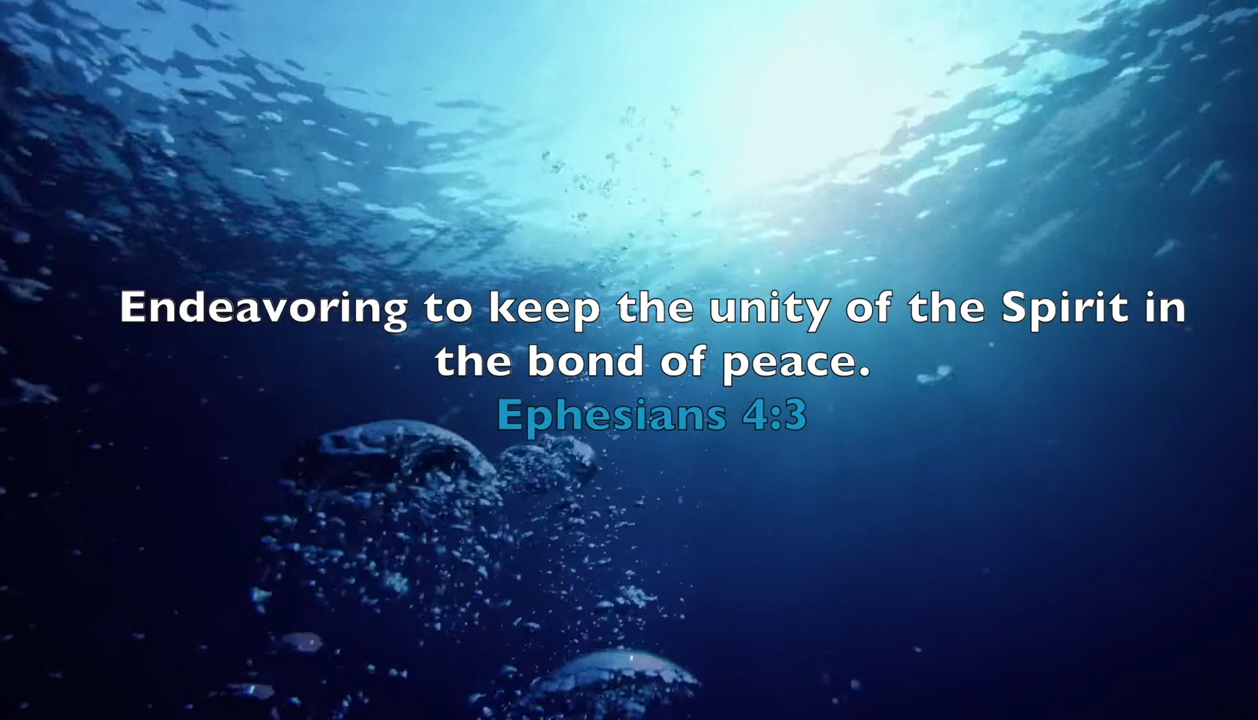 Endeavoring to keep the unity of the Spirit in
the bond of peace.
Ephesians 4:3